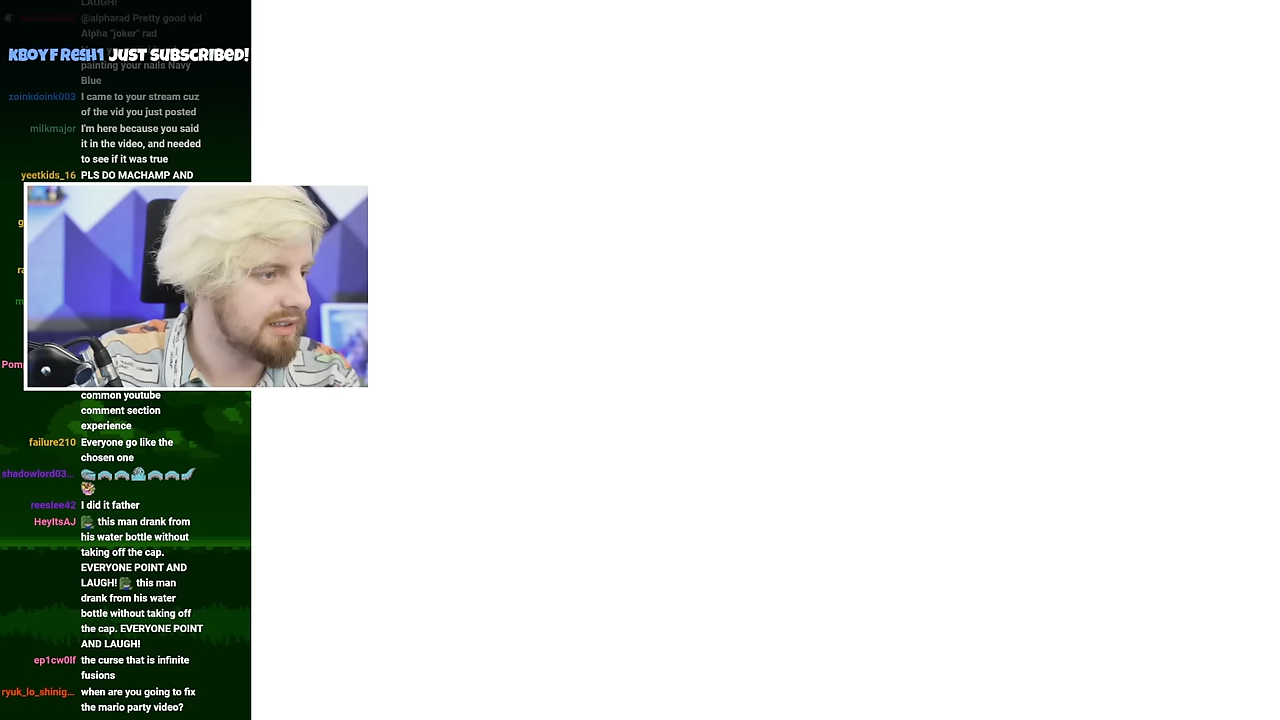 LAUGH!
@alpharad Pretty good vid
Alpha "joker" rad
KBOYFRESH1 JUST SUBSCRIBED!
painting your nails Navy
Blue
zoinkdoink003 I came to your stream cuz
of the vid you just posted
milkmajor I'm here because you said
it in the video, and needed
to see if it was true
yeetkids_16 PLS DO MACHAMP AND
g
ra
m
Pom
common youtube
comment section
experience
failure210 Everyone go like the
chosen one
shadowlord03...
reeslee42 I did it father
HeyItsAJ this man drank from
his water bottle without
taking off the cap.
EVERYONE POINT AND
LAUGH! this man
drank from his water
bottle without taking off
the cap. EVERYONE POINT
AND LAUGH!
ep1cw0lf the curse that is infinite
fusions
ryuk_lo_shinig... when are you going to fix
the mario party video?